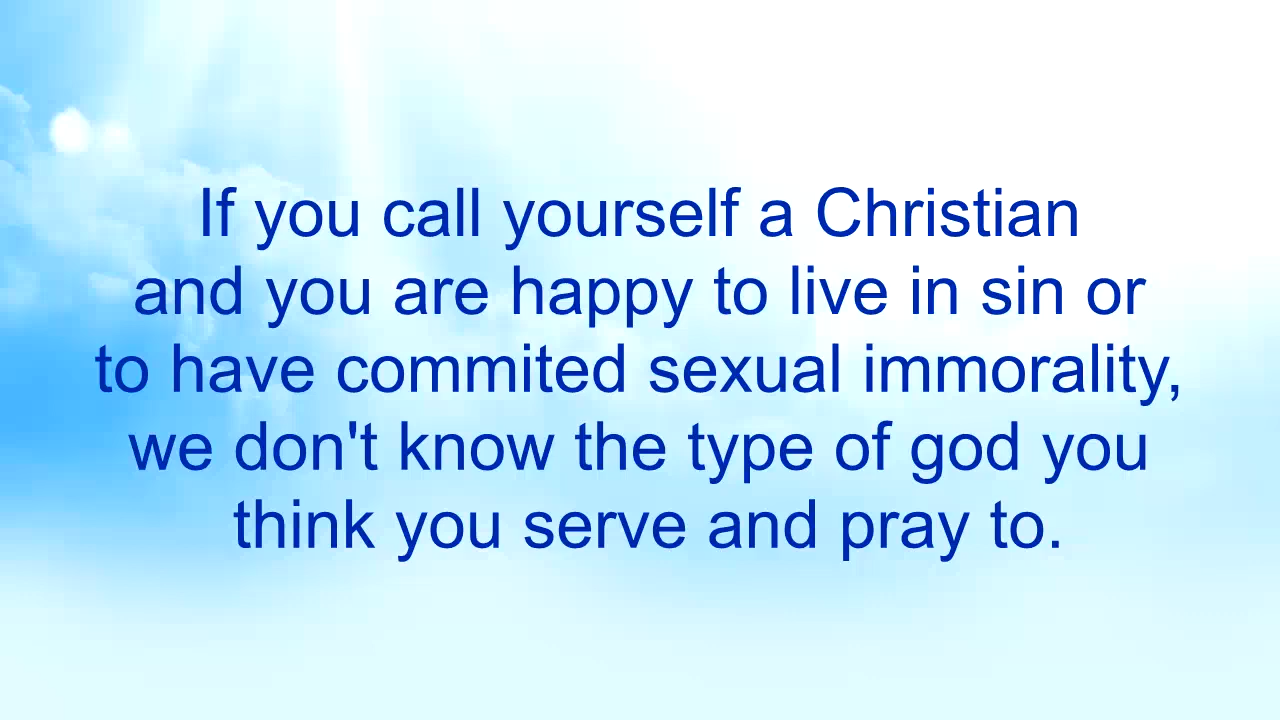 If you call yourself a Christian
and you are happy to live in sin or
to have commited sexual immorality,
we don't know the type of god you
think you serve and pray to.